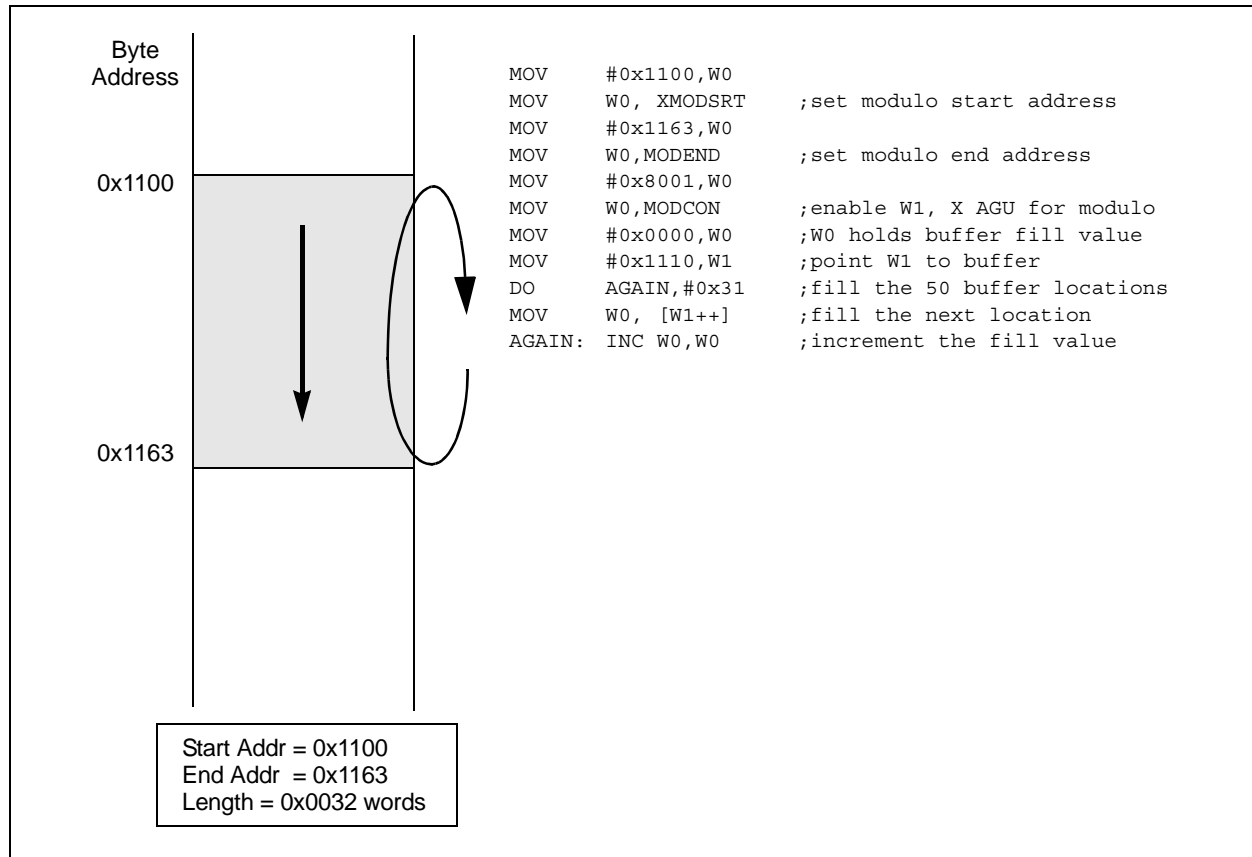 Byte
Address
0x1100
0x1163
MOV #0x1100,W0
MOV W0, XMODSRT ;set modulo start address
MOV #0x1163,W0
MOV W0,MODEND ;set modulo end address
MOV #0x8001,W0
MOV W0,MODCON ;enable W1, X AGU for modulo
MOV #0x0000,W0 ;W0 holds buffer fill value
MOV #0x1110,W1 ;point W1 to buffer
DO AGAIN,#0x31 ;fill the 50 buffer locations
MOV W0, [W1++] ;fill the next location
AGAIN: INC W0,W0 ;increment the fill value
Start Addr = 0x1100
End Addr = 0x1163
Length = 0x0032 words